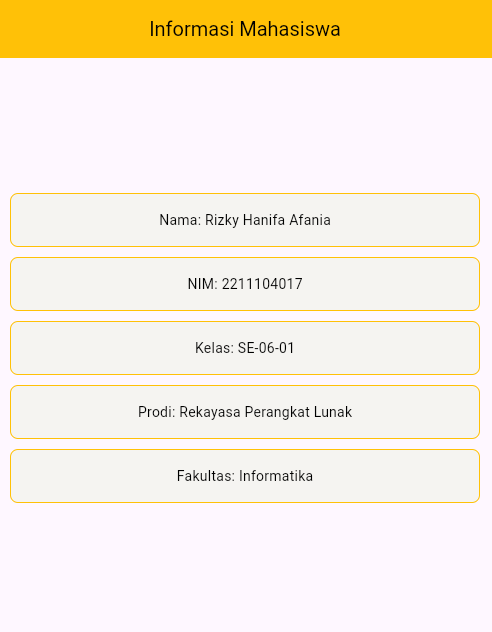 Informasi Mahasiswa
Nama: Rizky Hanifa Afania
NIM: 2211104017
Kelas: SE-06-01
Prodi: Rekayasa Perangkat Lunak
Fakultas: Informatika